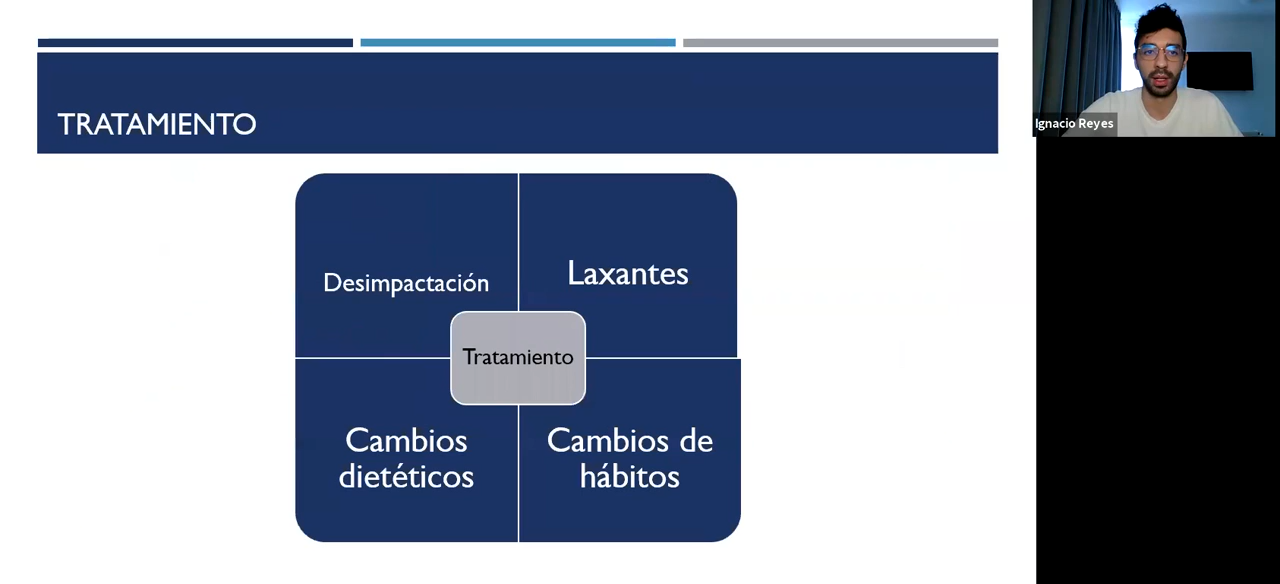 TRATAMIENTO
Ignacio Reyes
Desimpactación
Laxantes
Tratamiento
Cambios
dietéticos
Cambios de
hábitos